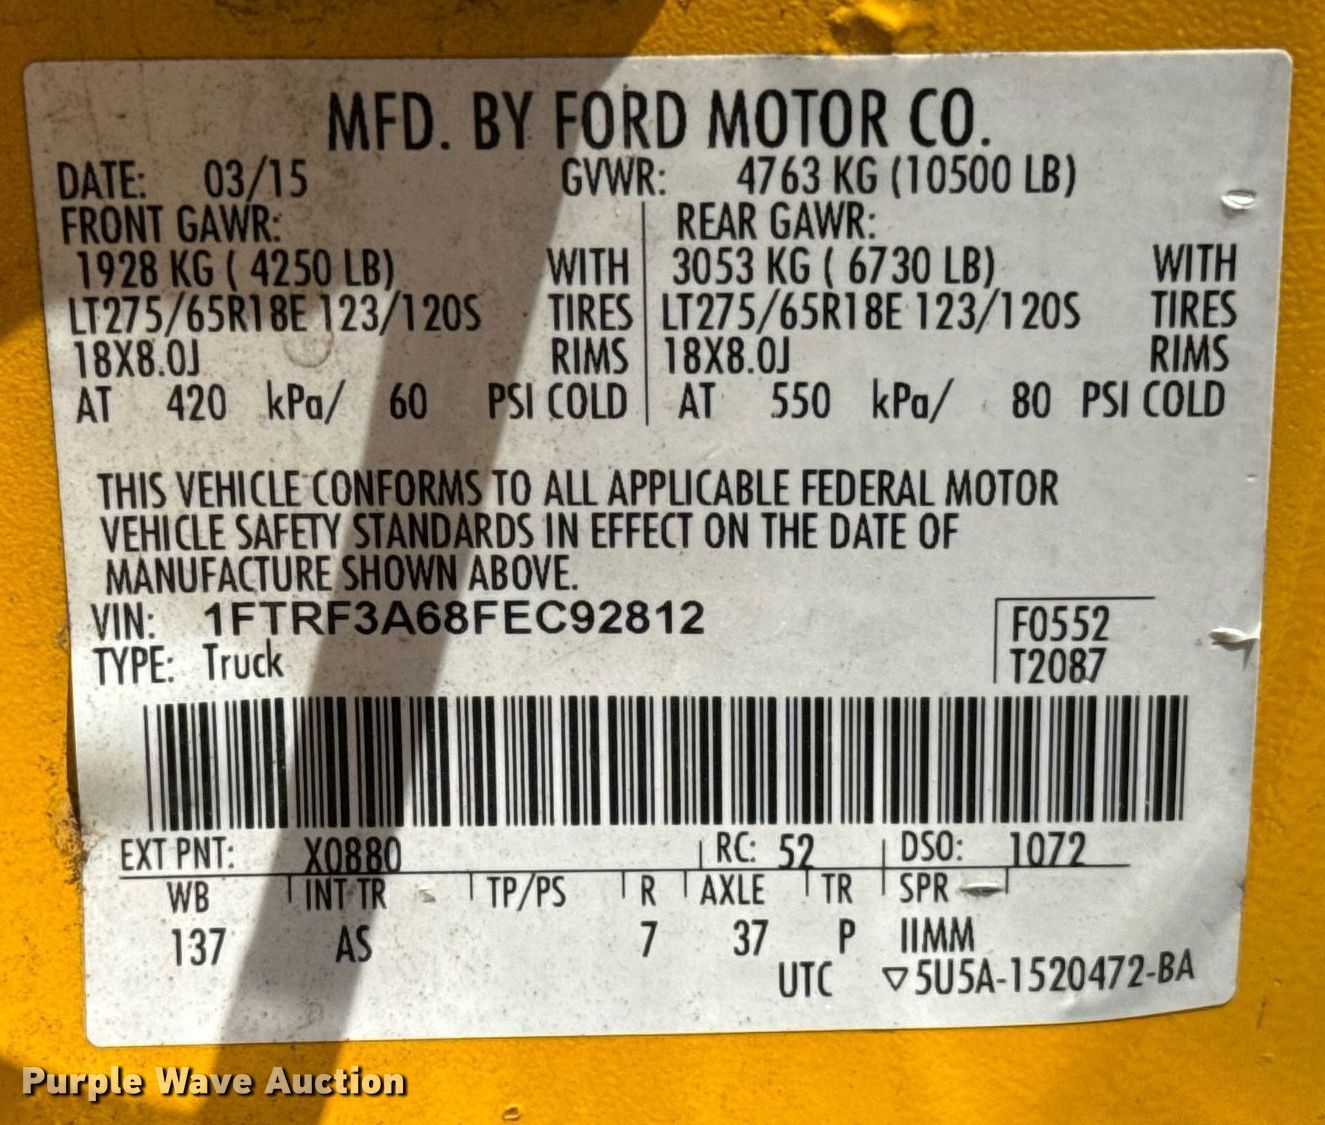 MFD. BY FORD MOTOR CO.
DATE: 03/15 GVWR: 4763 KG (10500 LB)
FRONT GAWR: REAR GAWR:
1928 KG ( 4250 LB) WITH 3053 KG ( 6730 LB) WITH
LT275/65R18E 123/120S TIRES LT275/65R18E 123/120S TIRES
18X8.0J RIMS 18X8.0J RIMS
AT 420 kPa/ 60 PSI COLD AT 550 kPa/ 80 PSI COLD
THIS VEHICLE CONFORMS TO ALL APPLICABLE FEDERAL MOTOR
VEHICLE SAFETY STANDARDS IN EFFECT ON THE DATE OF
MANUFACTURE SHOWN ABOVE.
VIN: 1FTRF3A68FEC92812 F0552
TYPE: Truck T2087
EXT PNT: X0880 RC: 52 DSO: 1072
WB INT TR TP/PS R AXLE TR SPR
137 AS 7 37 P IIMM
UTC ▽5U5A-1520472-BA
Purple Wave Auction